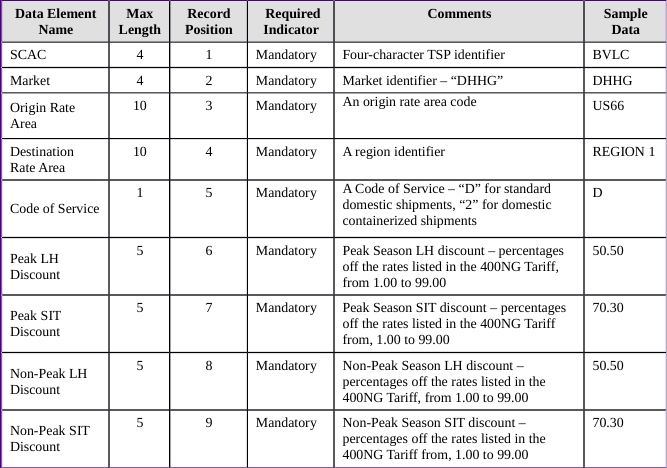 Data Element Name	Max Length	Record Position	Required Indicator	Comments	Sample Data
SCAC	4	1	Mandatory	Four-character TSP identifier	BVLC
Market	4	2	Mandatory	Market identifier – “DHHG”	DHHG
Origin Rate Area	10	3	Mandatory	An origin rate area code	US66
Destination Rate Area	10	4	Mandatory	A region identifier	REGION 1
Code of Service	1	5	Mandatory	A Code of Service – “D” for standard domestic shipments, “2” for domestic containerized shipments	D
Peak LH Discount	5	6	Mandatory	Peak Season LH discount – percentages off the rates listed in the 400NG Tariff, from 1.00 to 99.00	50.50
Peak SIT Discount	5	7	Mandatory	Peak Season SIT discount – percentages off the rates listed in the 400NG Tariff from, 1.00 to 99.00	70.30
Non-Peak LH Discount	5	8	Mandatory	Non-Peak Season LH discount – percentages off the rates listed in the 400NG Tariff, from 1.00 to 99.00	50.50
Non-Peak SIT Discount	5	9	Mandatory	Non-Peak Season SIT discount – percentages off the rates listed in the 400NG Tariff from 1.00 to 99.00	70.30